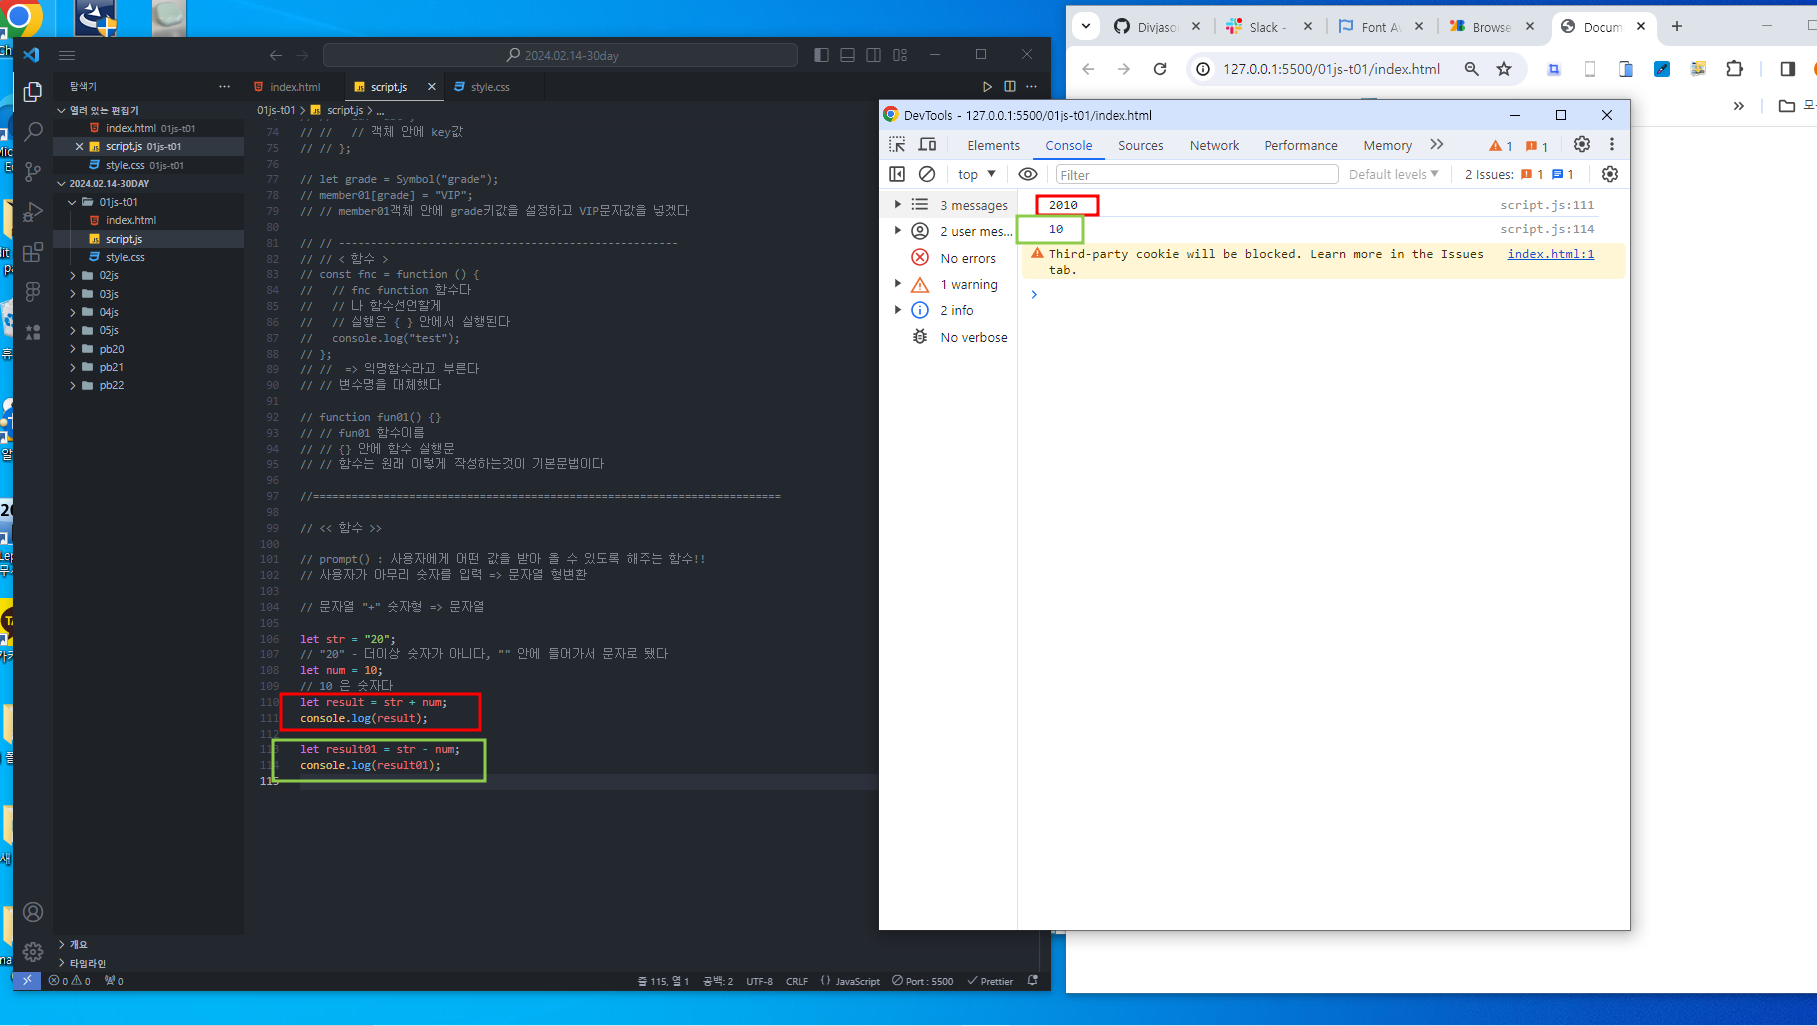 2024.02.14-30day
탐색기
index.html
script.js
style.css
열려 있는 편집기
index.html 01js-t01
script.js 01js-t01
style.css 01js-t01
2024.02.14-30DAY
01js-t01
index.html
script.js
style.css
02js
03js
04js
05js
pb20
pb21
pb22
개요
타임라인
01js-t01 > script.js > ...
74 // // // 객체 안에 key값
75 // // };
76
77 // let grade = Symbol("grade");
78 // member01[grade] = "VIP";
79 // // member01객체 안에 grade키값을 설정하고 VIP문자값을 넣겠다
80
81 // // -----------------------------------------------------
82 // // < 함수 >
83 // const fnc = function () {
84 //   // fnc function 함수다
85 //   // 나 함수선언할게
86 //   // 실행은 { } 안에서 실행된다
87 //   console.log("test");
88 // };
89 // //  => 익명함수라고 부른다
90 // // 변수명을 대체했다
91
92 // function fun01() {}
93 // // fun01 함수이름
94 // // {} 안에 함수 실행문
95 // // 함수는 원래 이렇게 작성하는것이 기본문법이다
96
97 //=========================================================================
98
99 // << 함수 >>
100
101 // prompt() : 사용자에게 어떤 값을 받아 올 수 있도록 해주는 함수!!
102 // 사용자가 아무리 숫자를 입력 => 문자열 형변환
103
104 // 문자열 "+" 숫자형 => 문자열
105
106 let str = "20";
107 // "20" - 더이상 숫자가 아니다, "" 안에 들어가서 문자로 됐다
108 let num = 10;
109 // 10 은 숫자다
110 let result = str + num;
111 console.log(result);
112
113 let result01 = str - num;
114 console.log(result01);
115
0 0 0
줄 115, 열 1 공백: 2 UTF-8 CRLF {} JavaScript Port : 5500 Prettier
Divjaso
Slack -
Font Av
Browse
Docum
127.0.0.1:5500/01js-t01/index.html
DevTools - 127.0.0.1:5500/01js-t01/index.html
Elements Console Sources Network Performance Memory 1 1
top Filter Default levels 2 Issues: 1 1
3 messages
2 user mes...
No errors
1 warning
2 info
No verbose
2010 script.js:111
10 script.js:114
Third-party cookie will be blocked. Learn more in the Issues index.html:1
tab.